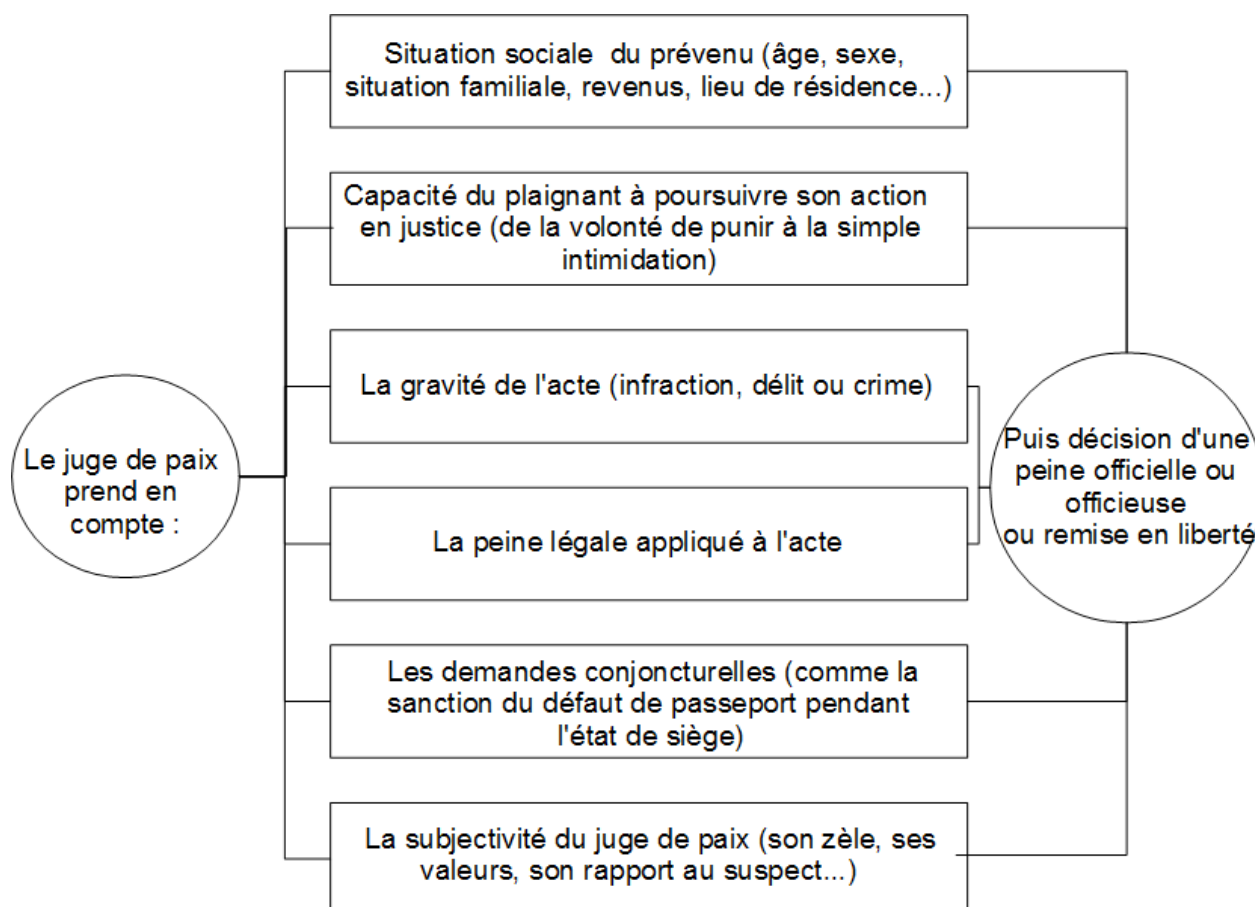 Situation sociale du prévenu (âge, sexe,
situation familiale, revenus, lieu de résidence...)
Capacité du plaignant à poursuivre son action
en justice (de la volonté de punir à la simple
intimidation)
La gravité de l'acte (infraction, délit ou crime)
Le juge de paix
prend en
compte :
Puis décision d'une
peine officielle ou
officieuse
ou remise en liberté
La peine légale appliqué à l'acte
Les demandes conjoncturelles (comme la
sanction du défaut de passeport pendant
l'état de siège)
La subjectivité du juge de paix (son zèle, ses
valeurs, son rapport au suspect...)